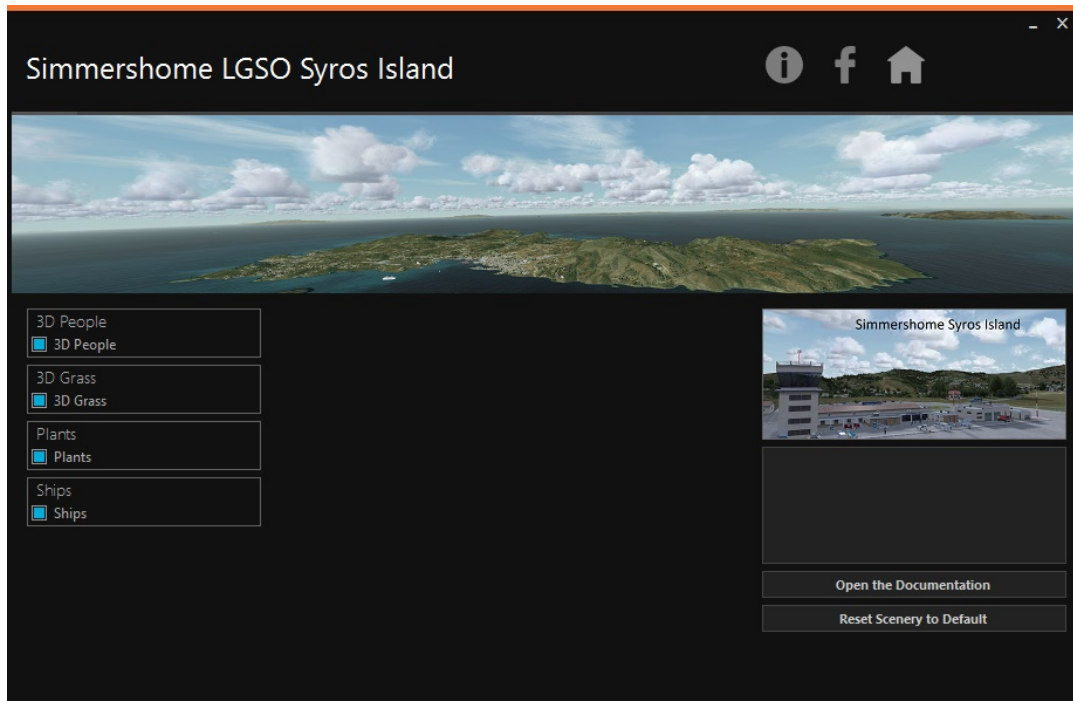 Simmershome LGSO Syros Island
3D People
3D People
3D Grass
3D Grass
Plants
Plants
Ships
Ships
Simmershome Syros Island
Open the Documentation
Reset Scenery to Default